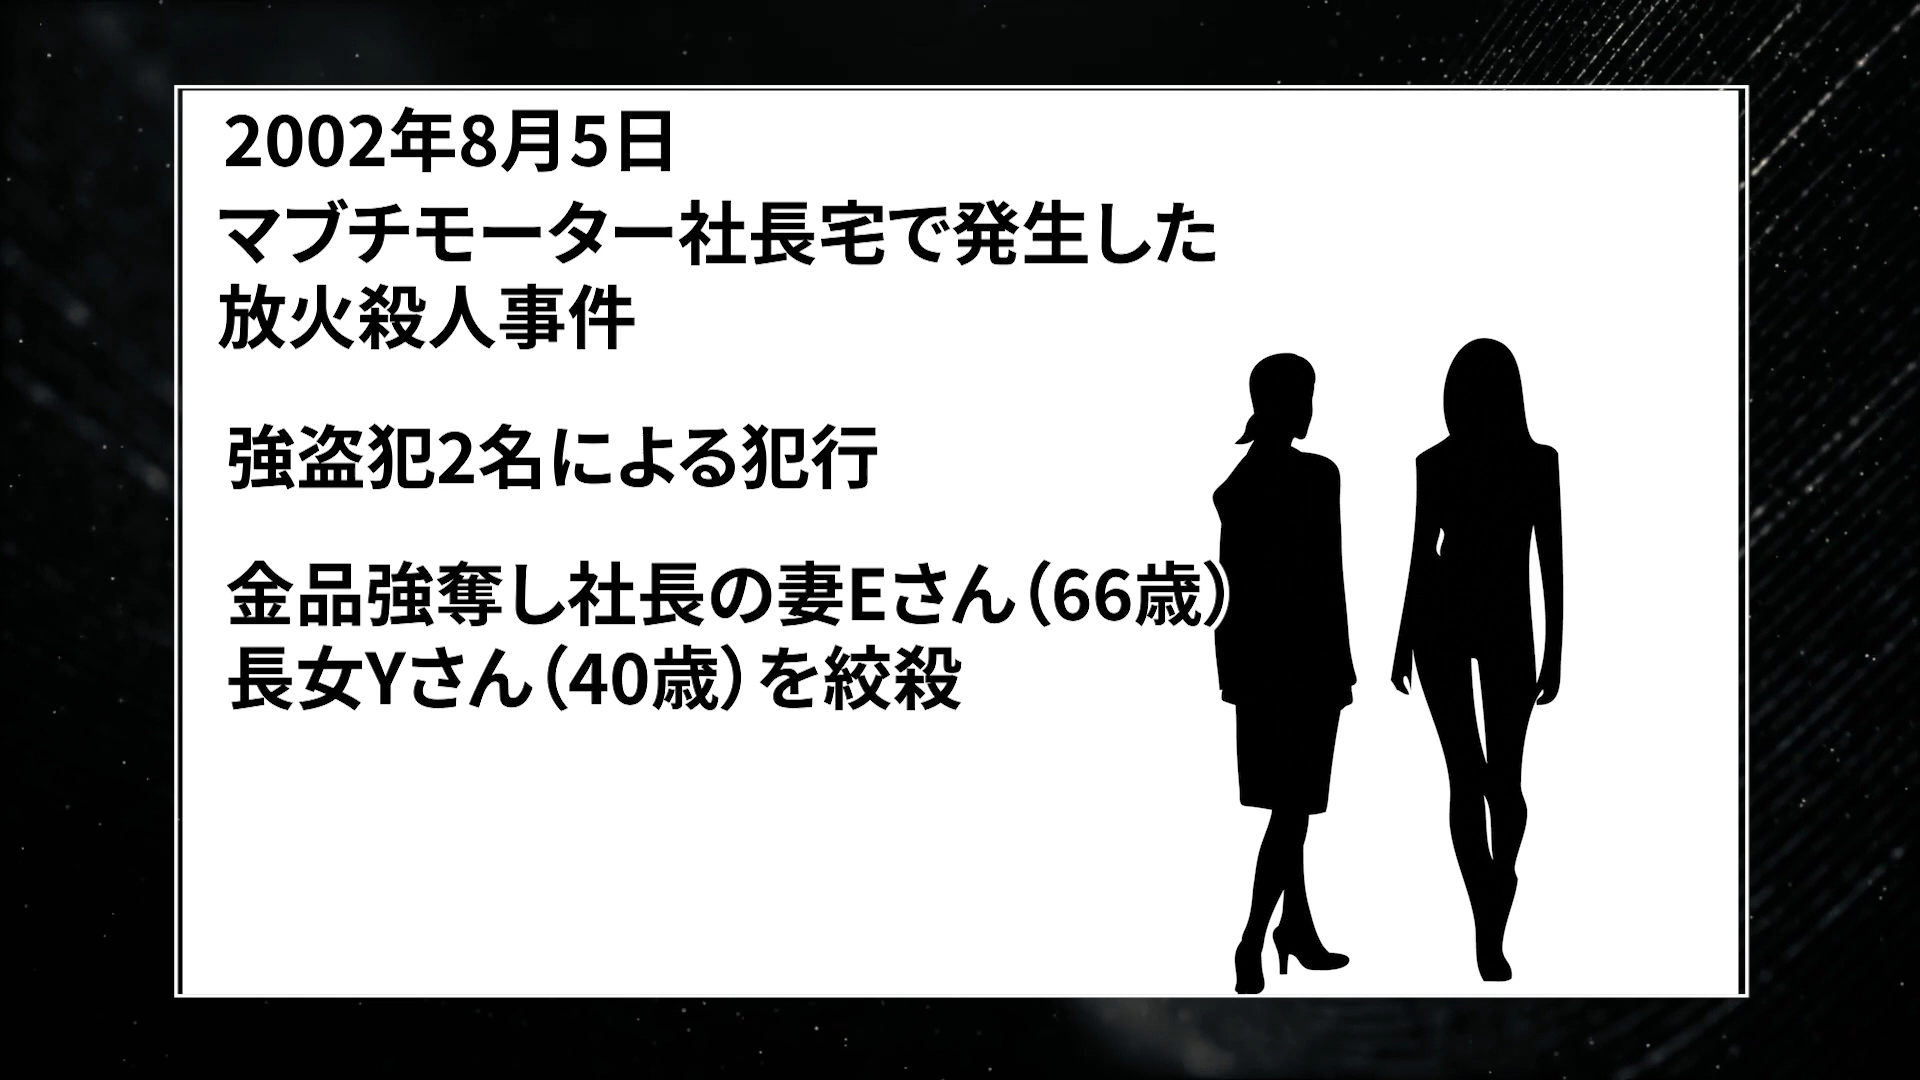 2002年8月5日
マブチモーター社長宅で発生した
放火殺人事件
強盗犯2名による犯行
金品強奪し社長の妻Eさん（66歳）
長女Yさん（40歳）を絞殺